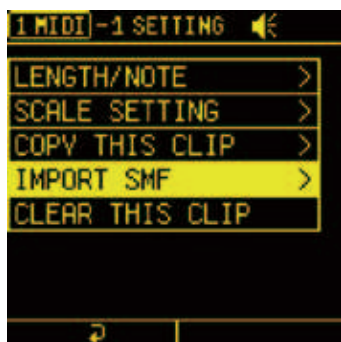 1 MIDI-1 SETTING
LENGTH/NOTE >
SCALE SETTING >
COPY THIS CLIP >
IMPORT SMF >
CLEAR THIS CLIP